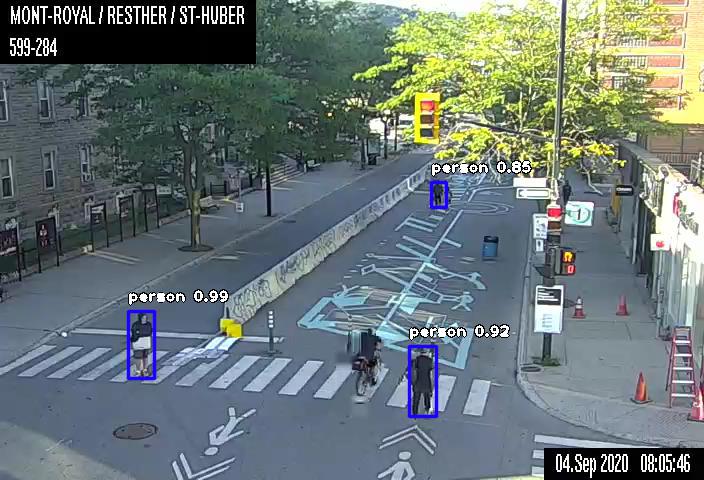 MONT-ROYAL / RESTHER / ST-HUBER
599-284
person 0.85
person 0.99
person 0.92
04.Sep 2020 08:05:46